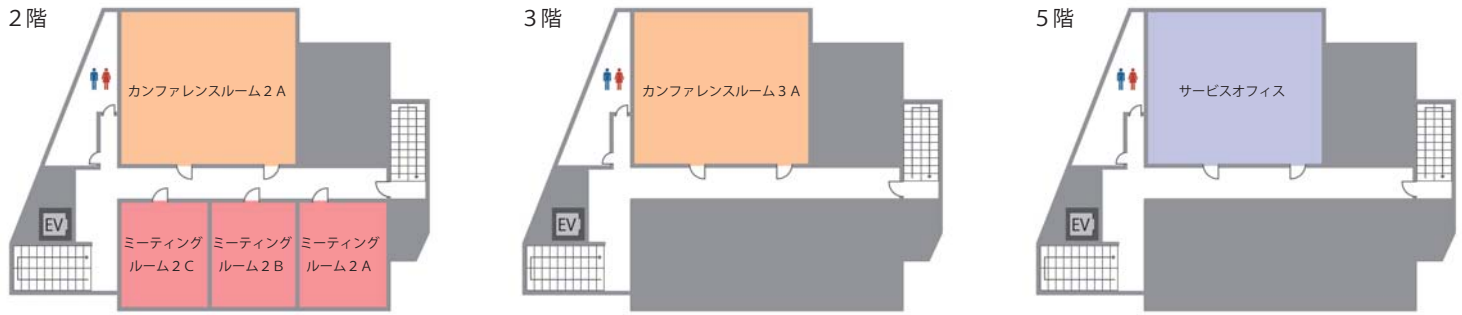 2階
カンファレンスルーム2A
EV
ミーティング
ルーム2C
ミーティング
ルーム2B
ミーティング
ルーム2A
3階
カンファレンスルーム3A
EV
5階
サービスオフィス
EV